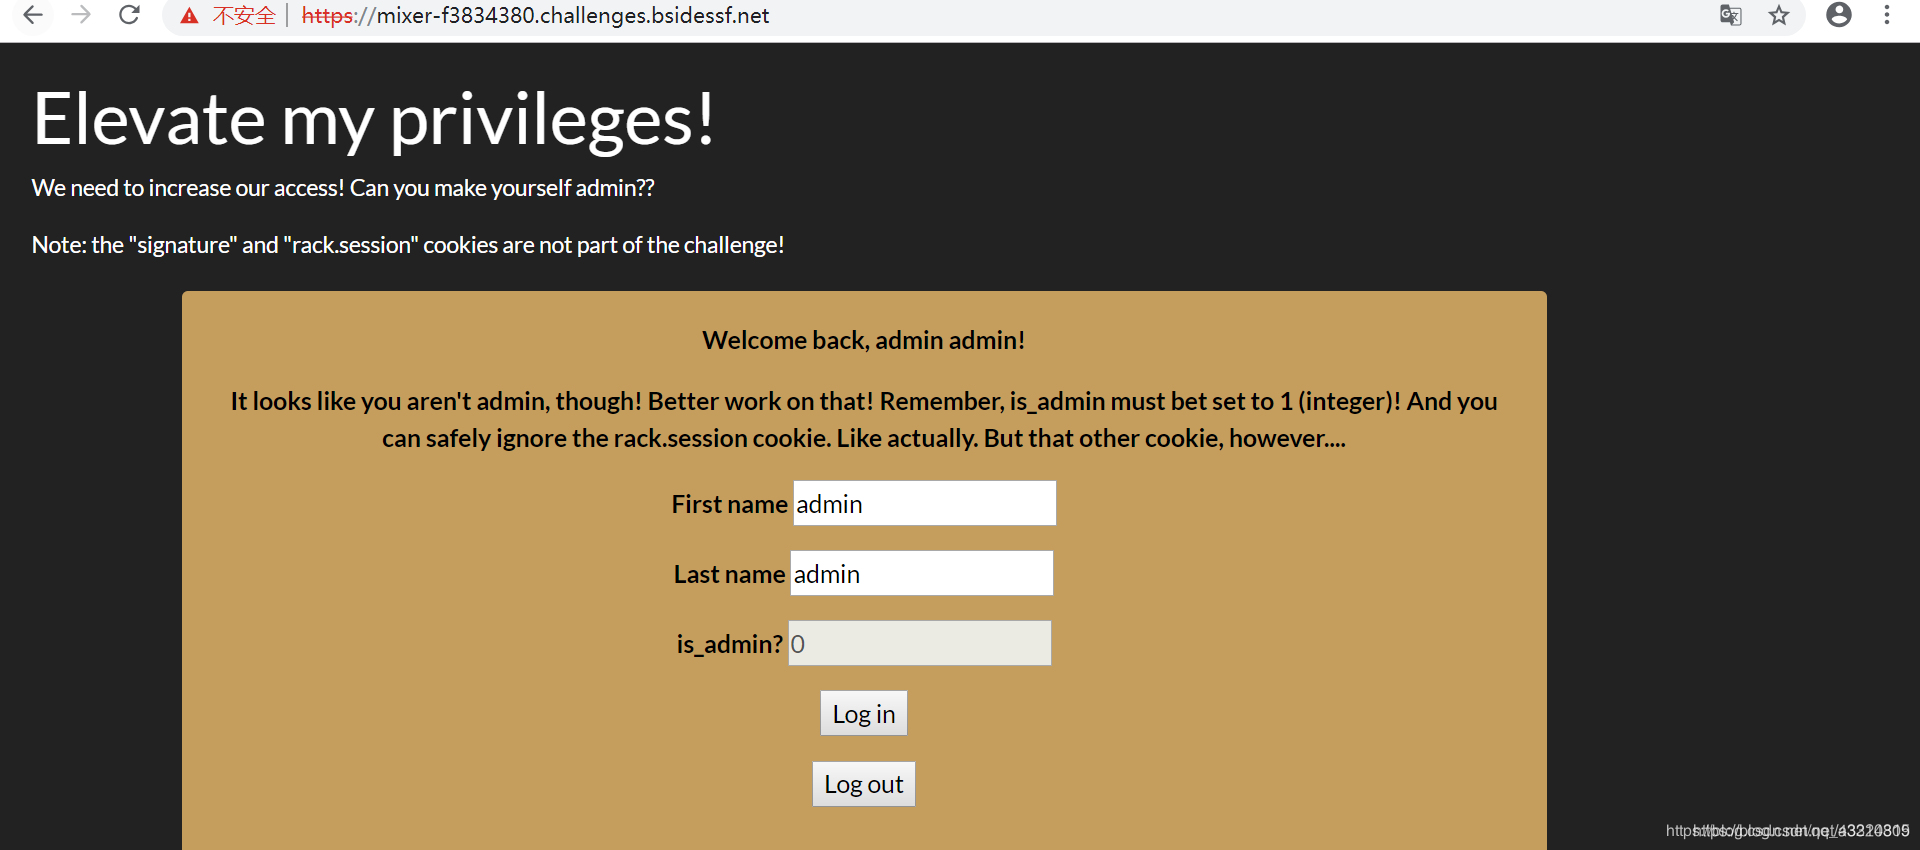 不安全 | https://mixer-f3834380.challenges.bsidessf.net
Elevate my privileges!
We need to increase our access! Can you make yourself admin??
Note: the "signature" and "rack.session" cookies are not part of the challenge!
Welcome back, admin admin!
It looks like you aren't admin, though! Better work on that! Remember, is_admin must bet set to 1 (integer)! And you
can safely ignore the rack.session cookie. Like actually. But that other cookie, however....
First name admin
Last name admin
is_admin? 0
Log in
Log out